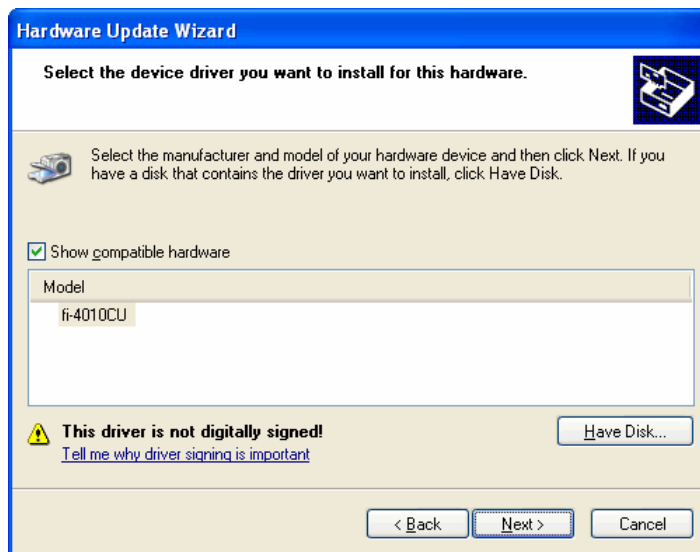 Hardware Update Wizard
Select the device driver you want to install for this hardware.
Select the manufacturer and model of your hardware device and then click Next. If you
have a disk that contains the driver you want to install, click Have Disk.
Show compatible hardware
Model
fi-4010CU
This driver is not digitally signed!
Tell me why driver signing is important
Have Disk...
< Back
Next >
Cancel